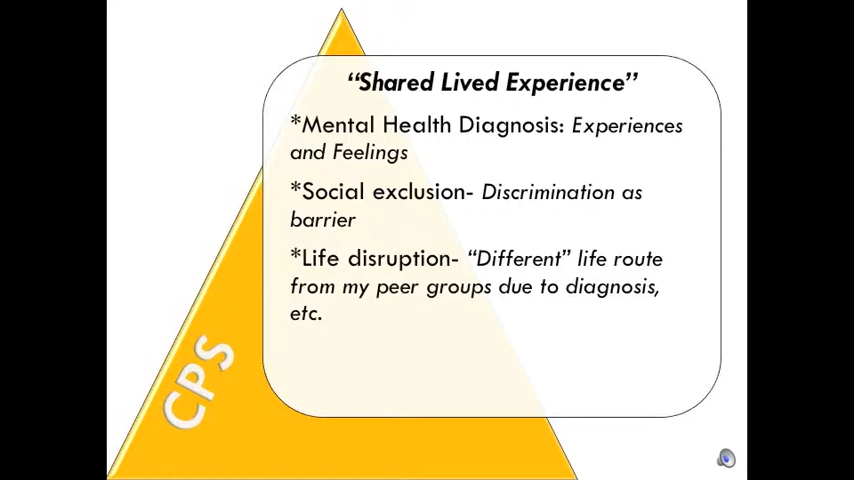 “Shared Lived Experience”
*Mental Health Diagnosis: Experiences
and Feelings
*Social exclusion- Discrimination as
barrier
*Life disruption- “Different” life route
from my peer groups due to diagnosis,
etc.
CPS